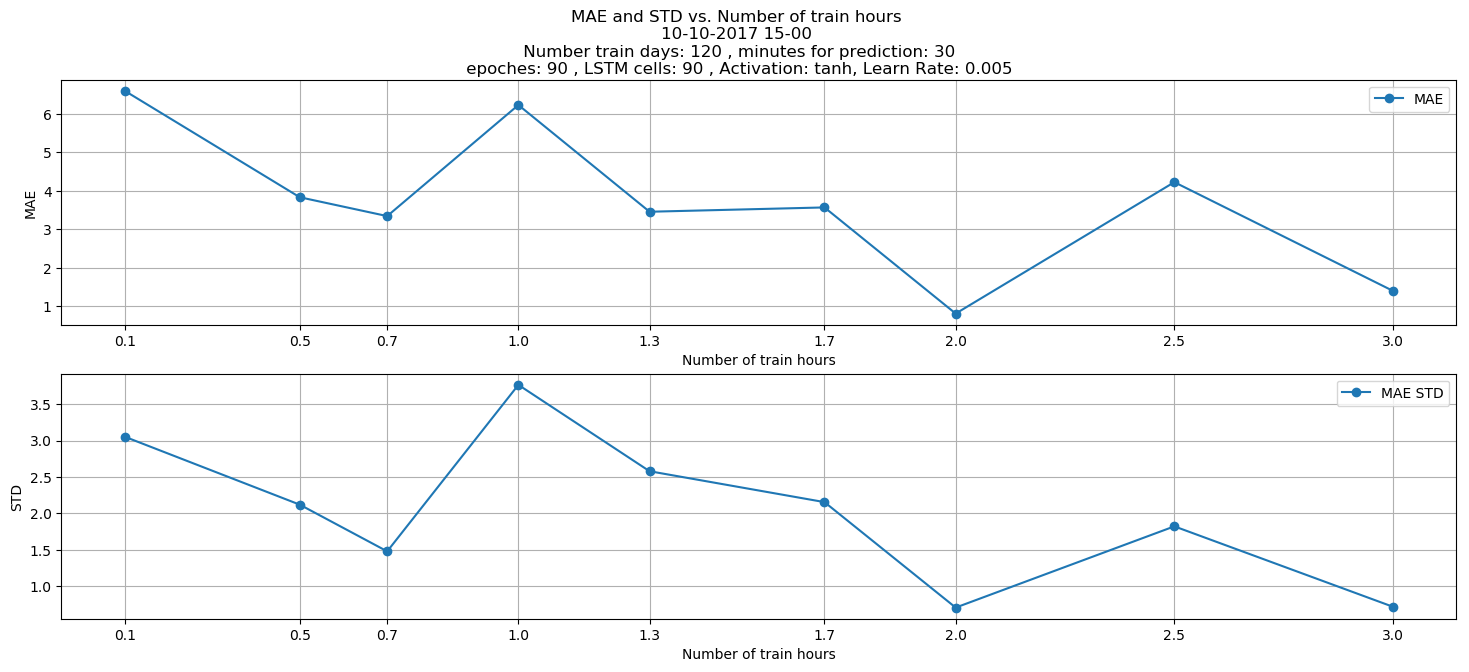 MAE and STD vs. Number of train hours
10-10-2017 15-00
Number train days: 120 , minutes for prediction: 30
epoches: 90 , LSTM cells: 90 , Activation: tanh, Learn Rate: 0.005
MAE
6
5
4
3
2
1
MAE
0.1 0.5 0.7 1.0 1.3 1.7 2.0 2.5 3.0
Number of train hours
MAE STD
3.5
3.0
2.5
2.0
1.5
1.0
STD
0.1 0.5 0.7 1.0 1.3 1.7 2.0 2.5 3.0
Number of train hours